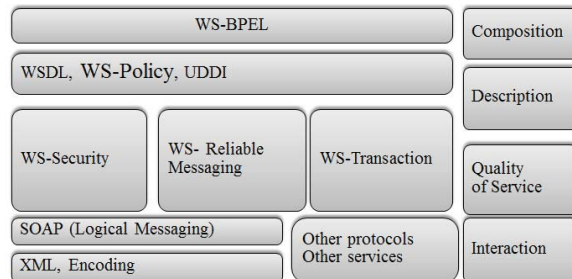 WS-BPEL
Composition
WSDL, WS-Policy, UDDI
Description
WS-Security
WS- Reliable
Messaging
WS-Transaction
Quality
of Service
SOAP (Logical Messaging)
Other protocols
Other services
Interaction
XML, Encoding